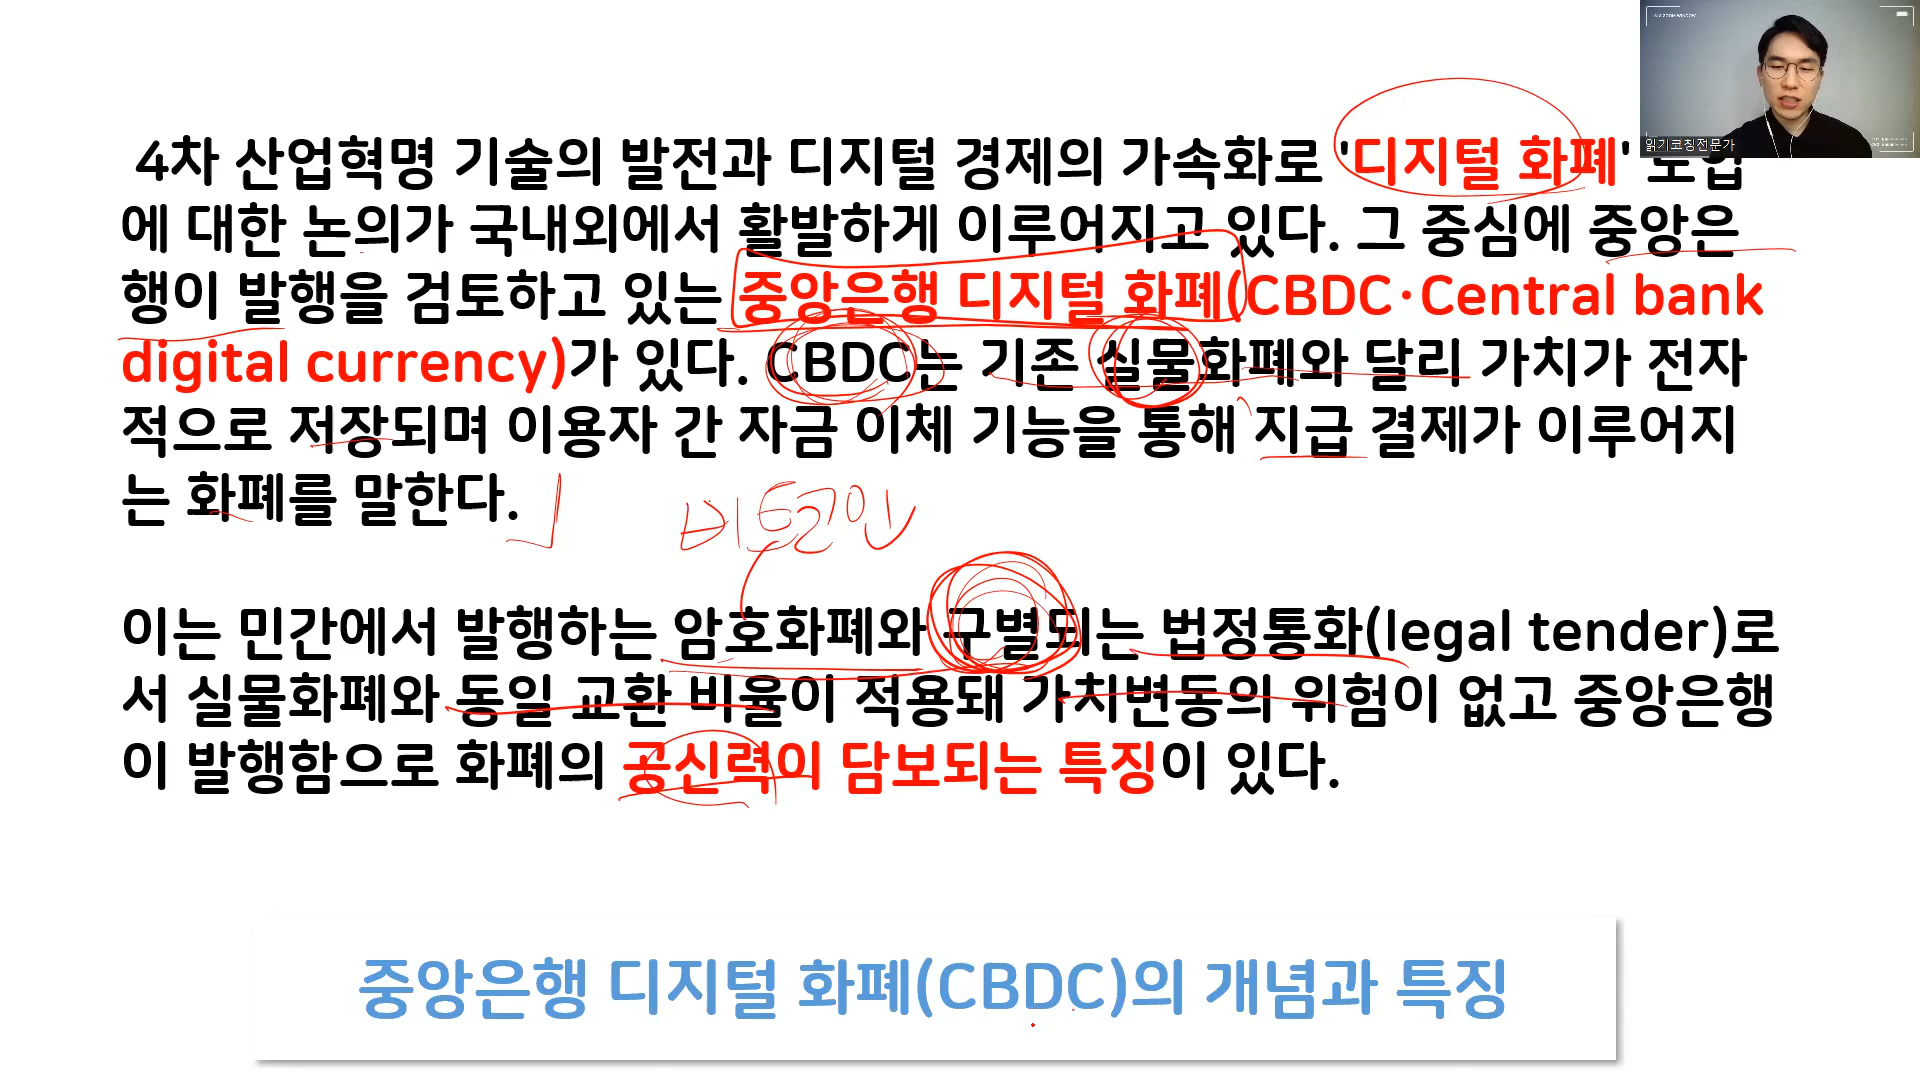 4차 산업혁명 기술의 발전과 디지털 경제의 가속화로 '디지털 화폐' 도입
에 대한 논의가 국내외에서 활발하게 이루어지고 있다. 그 중심에 중앙은
행이 발행을 검토하고 있는 중앙은행 디지털 화폐(CBDC·Central bank
digital currency)가 있다. CBDC는 기존 실물화폐와 달리 가치가 전자
적으로 저장되며 이용자 간 자금 이체 기능을 통해 지급 결제가 이루어지
는 화폐를 말한다.
비트코인
이는 민간에서 발행하는 암호화폐와 구별되는 법정통화(legal tender)로
서 실물화폐와 동일 교환 비율이 적용돼 가치변동의 위험이 없고 중앙은행
이 발행함으로 화폐의 공신력이 담보되는 특징이 있다.
중앙은행 디지털 화폐(CBDC)의 개념과 특징
읽기코칭전문가